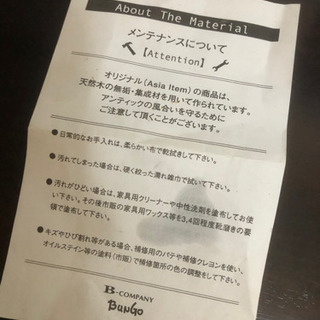 About The Material
メンテナンスについて
【Attention】
オリジナル（Asia Item）の商品は、
天然木の無垢・集成材を用いて作られています。
アンティックの風合いを守るために
ご注意して頂くことがございます。
●日常的なお手入れは、柔らかい布で乾拭きして下さい。
●汚れてしまった場合は、硬く絞った濡れ雑巾で拭いて下さい。
●汚れがひどい場合は、家具用クリーナーや中性洗剤を塗布してお使
い下さい。その後市販の家具用ワックス等を3,4回程度靴磨きの要
領で塗布して下さい。
●キズやひび割れ等がある場合、補修用のパテや補修クレヨンを使い、
オイルステイン等の塗料（市販）で補修箇所の色の調整をして下さい。
B-COMPANY
BUNGO